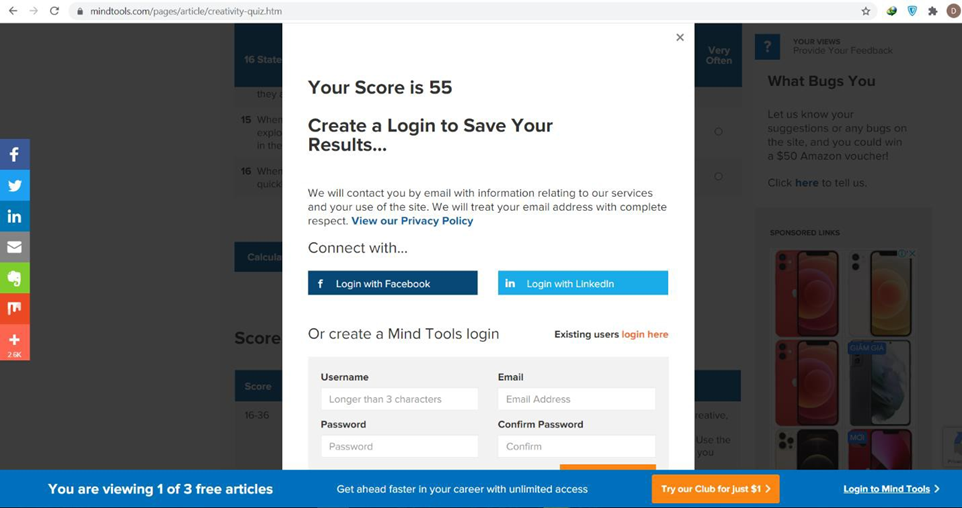 mindtools.com/pages/article/creativity-quiz.htm
D
16 State
Very
Often
they
15 When
explo
in the
16 When
quick
Calcula
Score
Score
16-36
Your Score is 55
Create a Login to Save Your
Results...
We will contact you by email with information relating to our services
and your use of the site. We will treat your email address with complete
respect. View our Privacy Policy
Connect with...
f Login with Facebook
in Login with LinkedIn
Or create a Mind Tools login
Existing users login here
Username
Email
Longer than 3 characters
Email Address
Password
Confirm Password
Password
Confirm
?
YOUR VIEWS
Provide Your Feedback
What Bugs You
Let us know your
suggestions or any bugs on
the site, and you could win
a $50 Amazon voucher!
Click here to tell us.
SPONSORED LINKS
GIẢM GIÁ
MỚI
eative,
Use the
you
f
in
+
2.6K
You are viewing 1 of 3 free articles
Get ahead faster in your career with unlimited access
Try our Club for just $1 >
Login to Mind Tools >